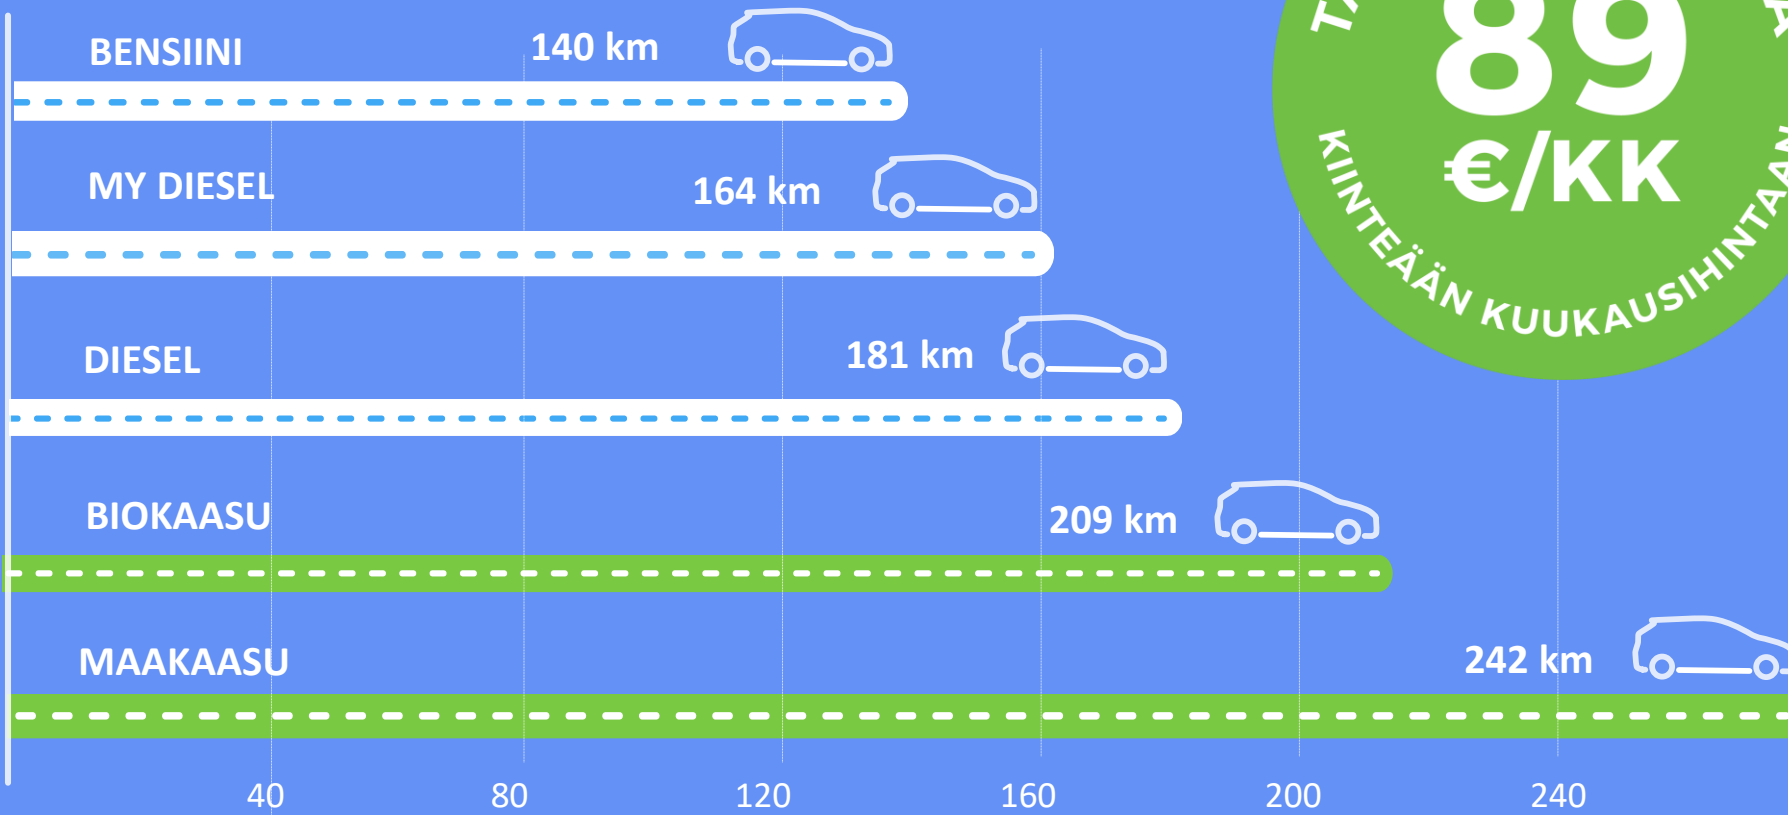 BENSIINI
140 km
89
€/KK
KIINTEÄÄN KUUKAUSIHINTAAN
MY DIESEL
164 km
DIESEL
181 km
BIOKAASU
209 km
MAAKAASU
242 km
40 80 120 160 200 240